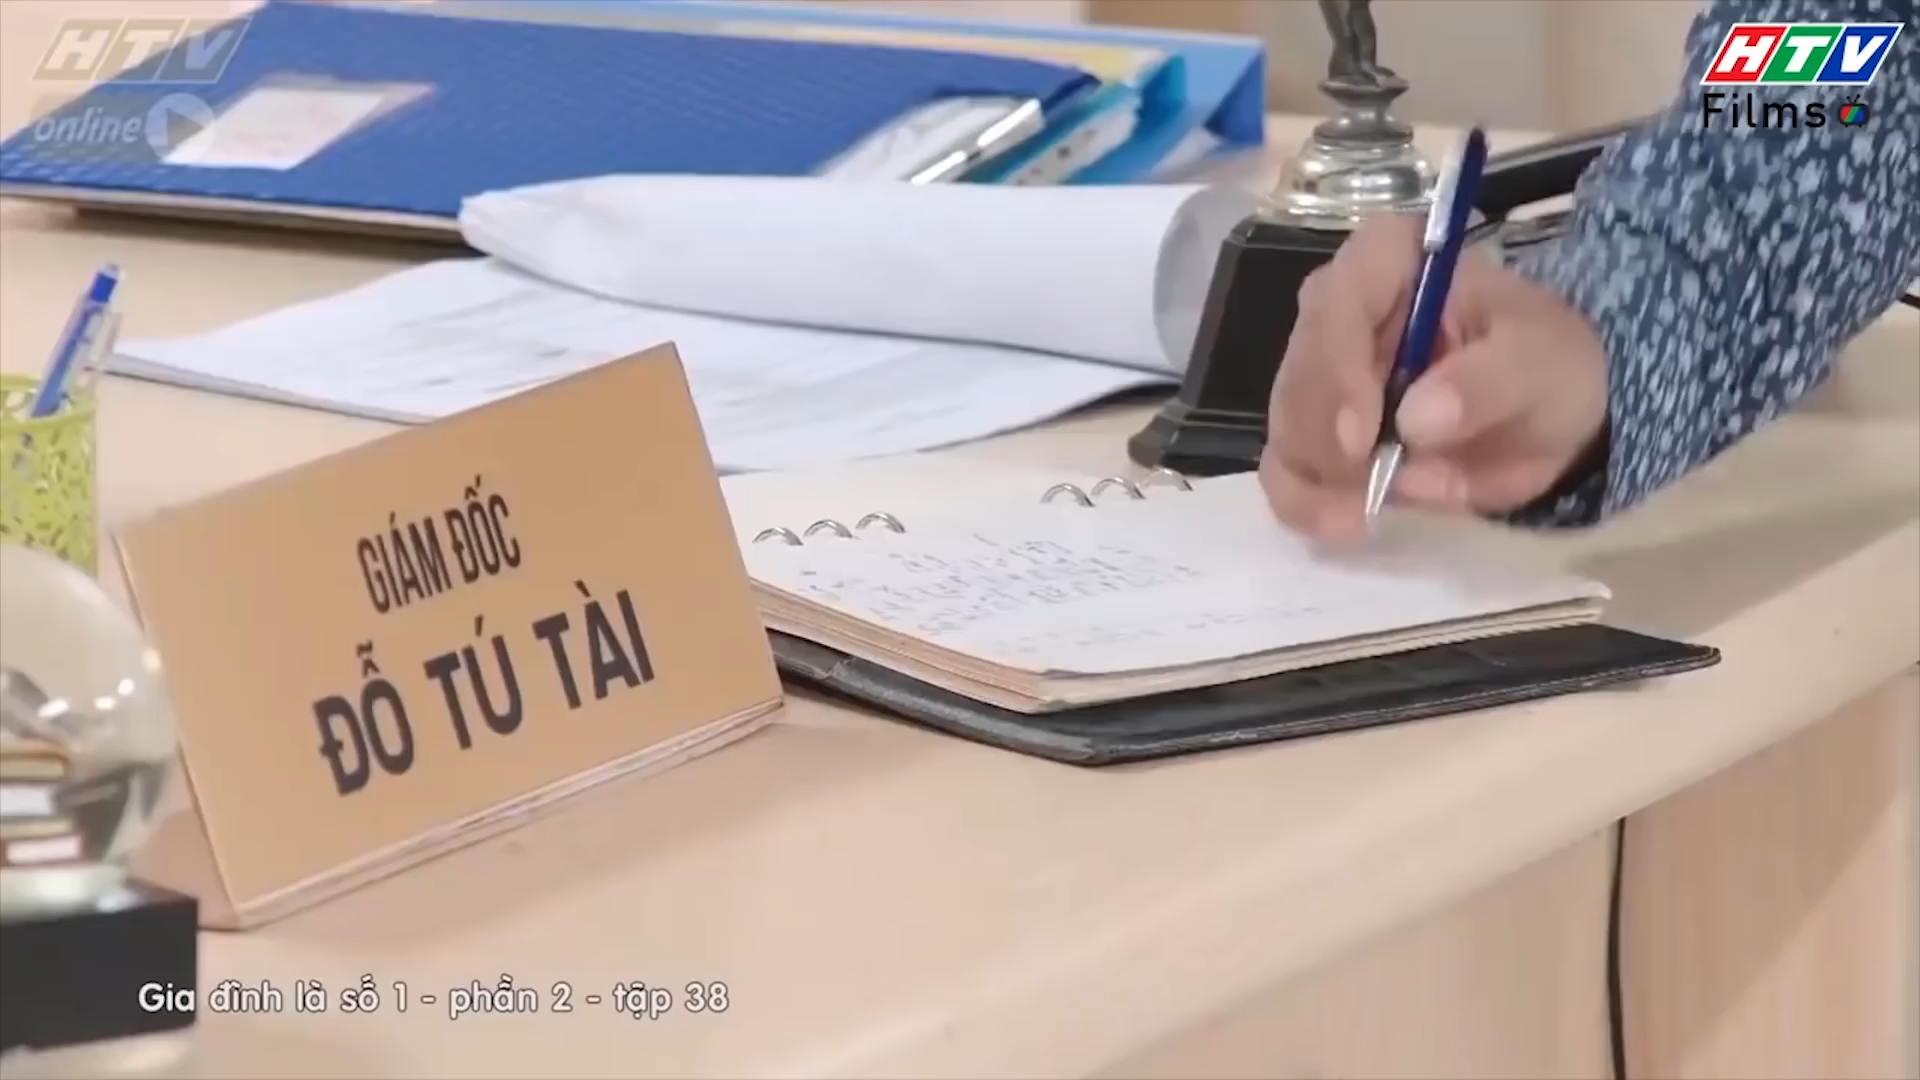 HTV
online
HTV
Films
GIÁM ĐỐC
ĐỖ TÚ TÀI
Gia đình là số 1 - phần 2 - tập 38